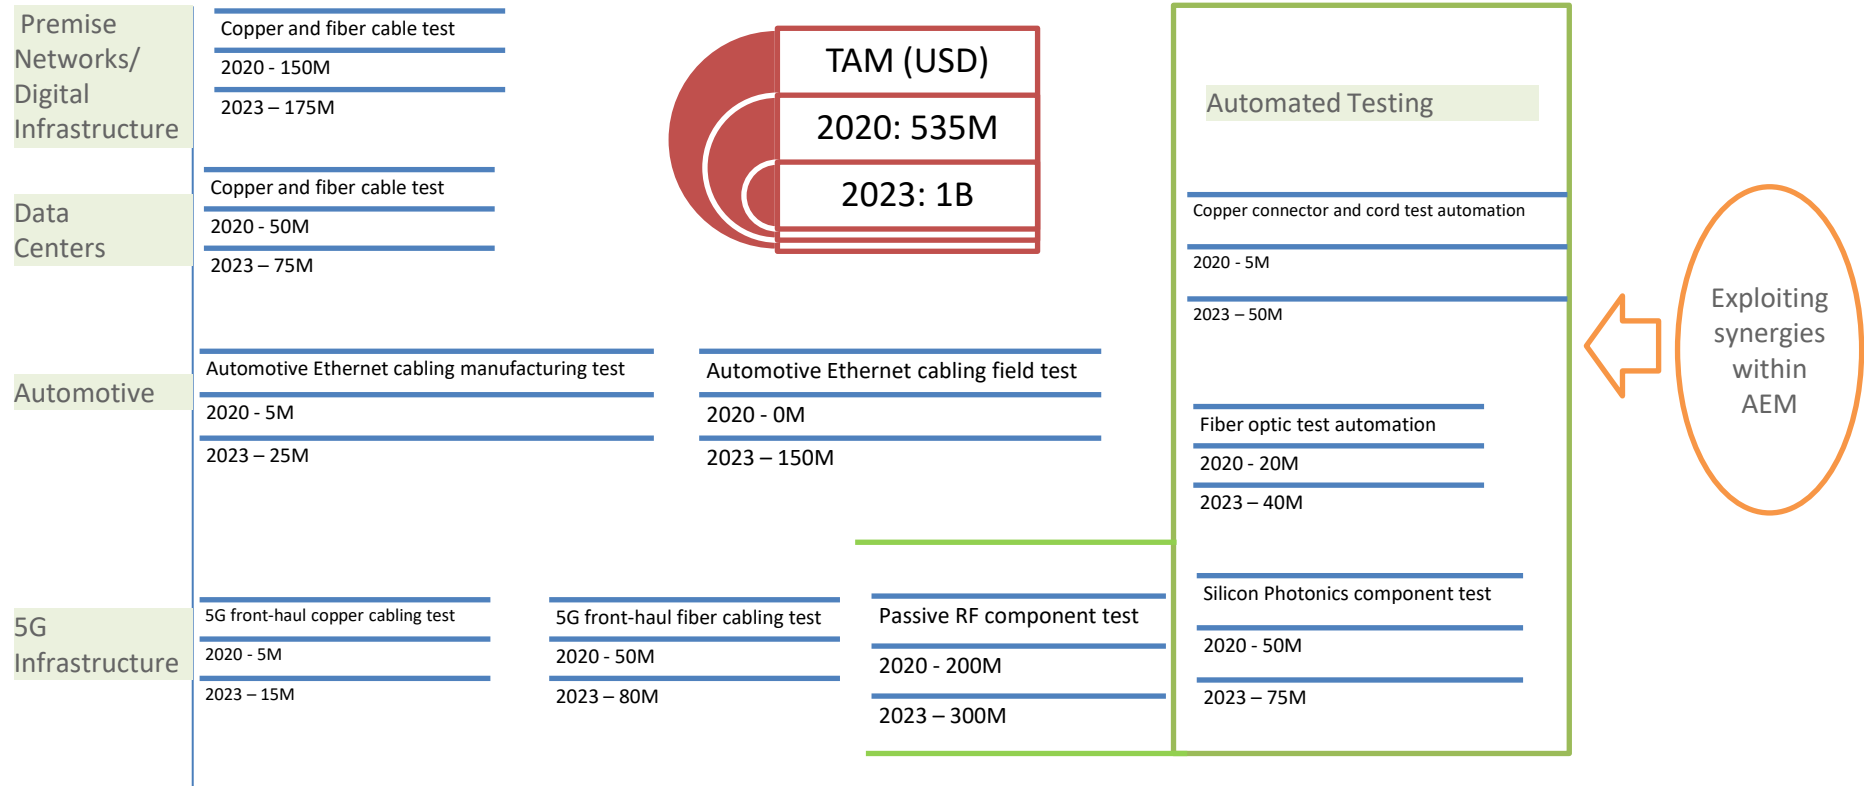 Premise
Networks/
Digital
Infrastructure
Copper and fiber cable test
2020 - 150M
2023 – 175M
TAM (USD)
2020: 535M
2023: 1B
Data
Centers
Copper and fiber cable test
2020 - 50M
2023 – 75M
Automotive
Automotive Ethernet cabling manufacturing test
2020 - 5M
2023 – 25M
Automotive Ethernet cabling field test
2020 - 0M
2023 – 150M
5G
Infrastructure
5G front-haul copper cabling test
2020 - 5M
2023 – 15M
5G front-haul fiber cabling test
2020 - 50M
2023 – 80M
Passive RF component test
2020 - 200M
2023 – 300M
Automated Testing
Copper connector and cord test automation
2020 - 5M
2023 – 50M
Fiber optic test automation
2020 - 20M
2023 – 40M
Silicon Photonics component test
2020 - 50M
2023 – 75M
Exploiting
synergies
within
AEM